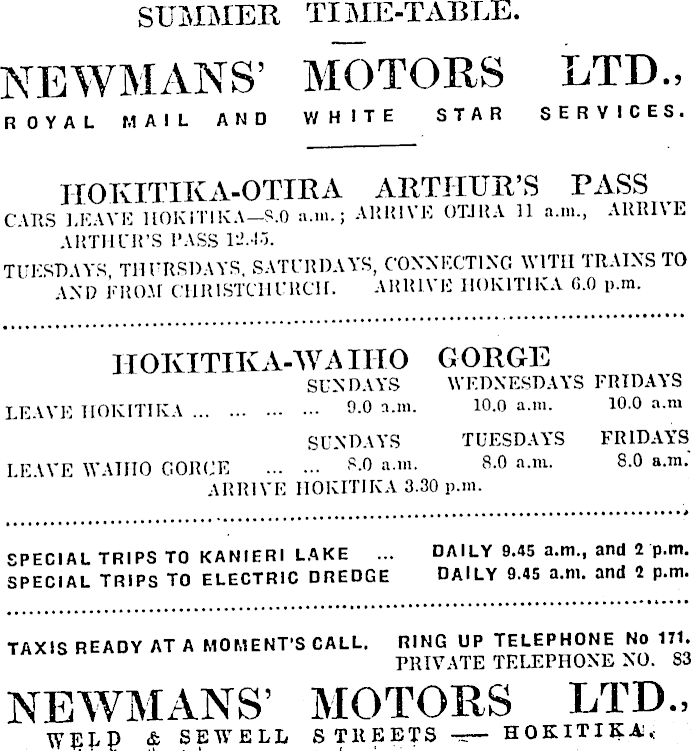 SUMMER TIME-TABLE.
NEWMANS' MOTORS LTD.,
ROYAL MAIL AND WHITE STAR SERVICES.
HOKITIKA-OTIRA ARTHUR'S PASS
CARS LEAVE HOKITIKA—8.0 a.m.; ARRIVE OTIRA 11 a.m., ARRIVE
ARTHUR'S PASS 12.45.
TUESDAYS, THURSDAYS, SATURDAYS, CONNECTING WITH TRAINS TO
AND FROM CHRISTCHURCH. ARRIVE HOKITIKA 6.0 p.m.
HOKITIKA-WAIHO GORGE
SUNDAYS WEDNESDAYS FRIDAYS
LEAVE HOKITIKA ... ... ... ... 9.0 a.m. 10.0 a.m. 10.0 a.m
SUNDAYS TUESDAYS FRIDAYS
LEAVE WAIHO GORGE ... ... 8.0 a.m. 8.0 a.m. 8.0 a.m.
ARRIVE HOKITIKA 3.30 p.m.
SPECIAL TRIPS TO KANIERI LAKE ... DAILY 9.45 a.m., and 2 p.m.
SPECIAL TRIPS TO ELECTRIC DREDGE DAILY 9.45 a.m. and 2 p.m.
TAXIS READY AT A MOMENT'S CALL. RING UP TELEPHONE No 171.
PRIVATE TELEPHONE NO. 83
NEWMANS' MOTORS LTD.,
WELD & SEWELL STREETS — HOKITIKA.